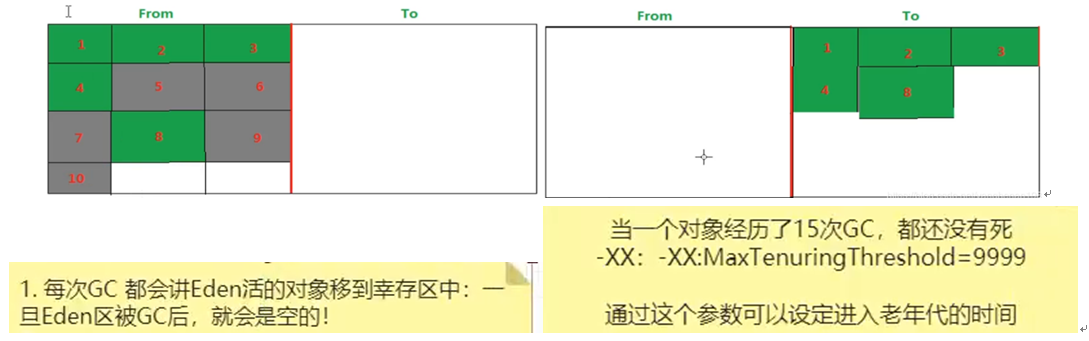 From To
1 2 3
4 5 6
7 8 9
10
From To
1 2 3
4 8
1. 每次GC 都会讲Eden活的对象移到幸存区中：一
旦Eden区被GC后，就会是空的！
当一个对象经历了15次GC，都还没有死
-XX：-XX:MaxTenuringThreshold=9999
通过这个参数可以设定进入老年代的时间